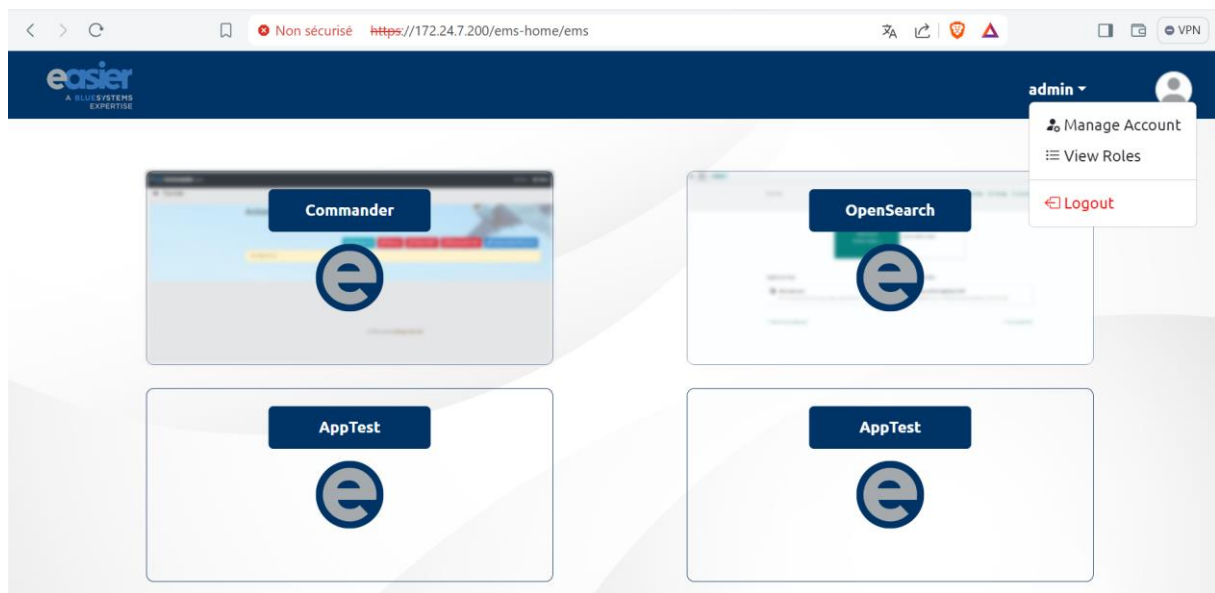 Non sécurisé https://172.24.7.200/ems-home/ems
VPN
easier
A BLUESYSTEMS
EXPERTISE
admin
Manage Account
View Roles
Logout
Commander
OpenSearch
AppTest
AppTest